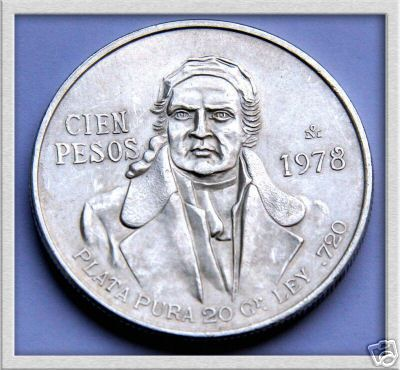 CIEN
PESOS
Mo
1978
PLATA PURA 20 Gr. LEY .720